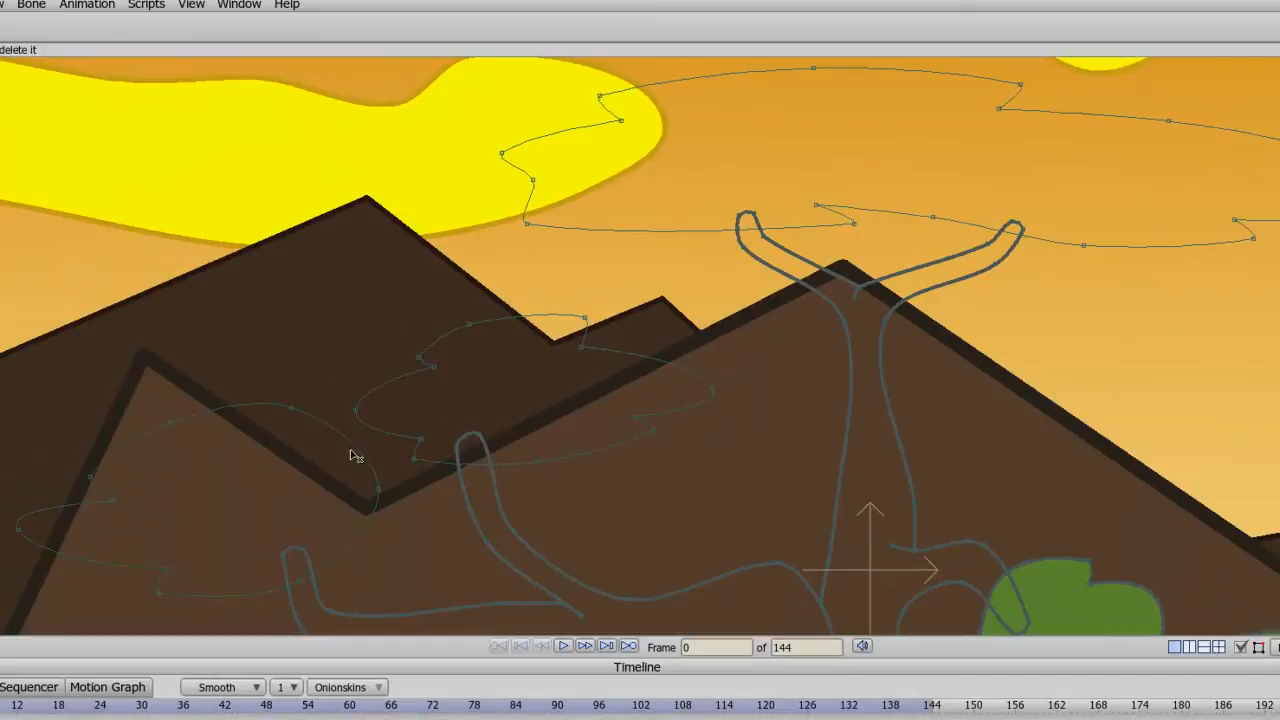 w Bone Animation Scripts View Window Help
delete it
Frame 0 of 144
Timeline
Sequencer Motion Graph Smooth 1 Onionskins
12 18 24 30 36 42 48 54 60 66 72 78 84 90 96 102 108 114 120 126 132 138 144 150 156 162 168 174 180 186 192